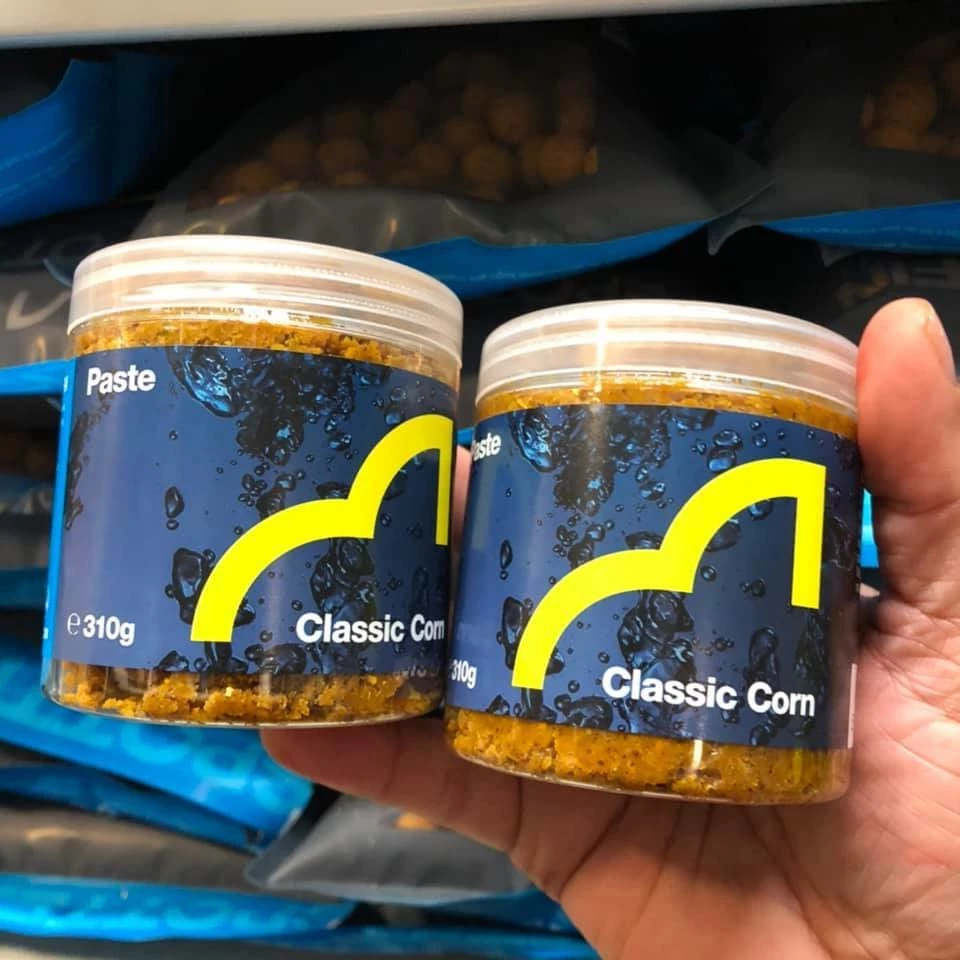 Paste
℮ 310g
Classic Corn
aste
310g
Classic Corn